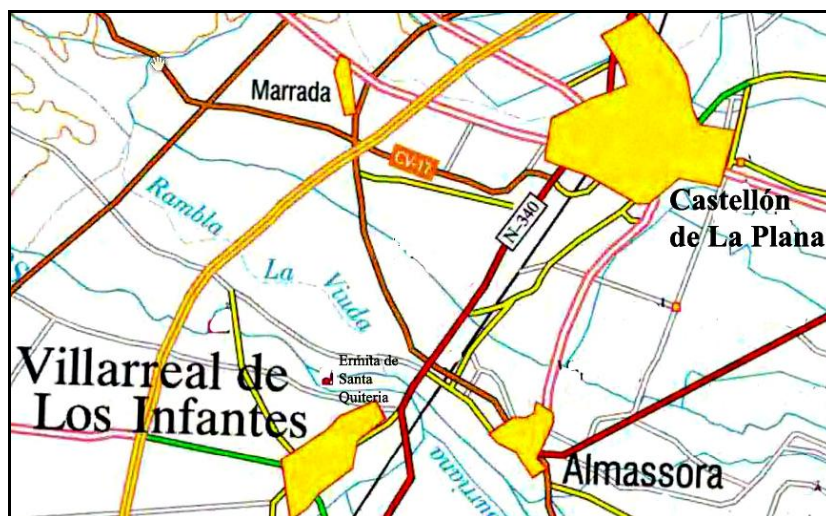 Marrada
CV-17
Rambla
La
Viuda
N-340
Castellón
de La Plana
Villarreal de
Los Infantes
Ermita de
Santa
Quiteria
Almassora